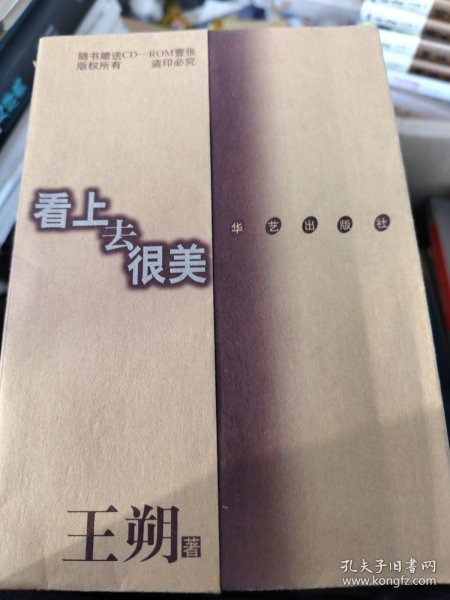 随书赠送CD—ROM壹张
版权所有 盗印必究
看上去很美
华艺出版社
王朔著
孔夫子旧书网
www.kongfz.com